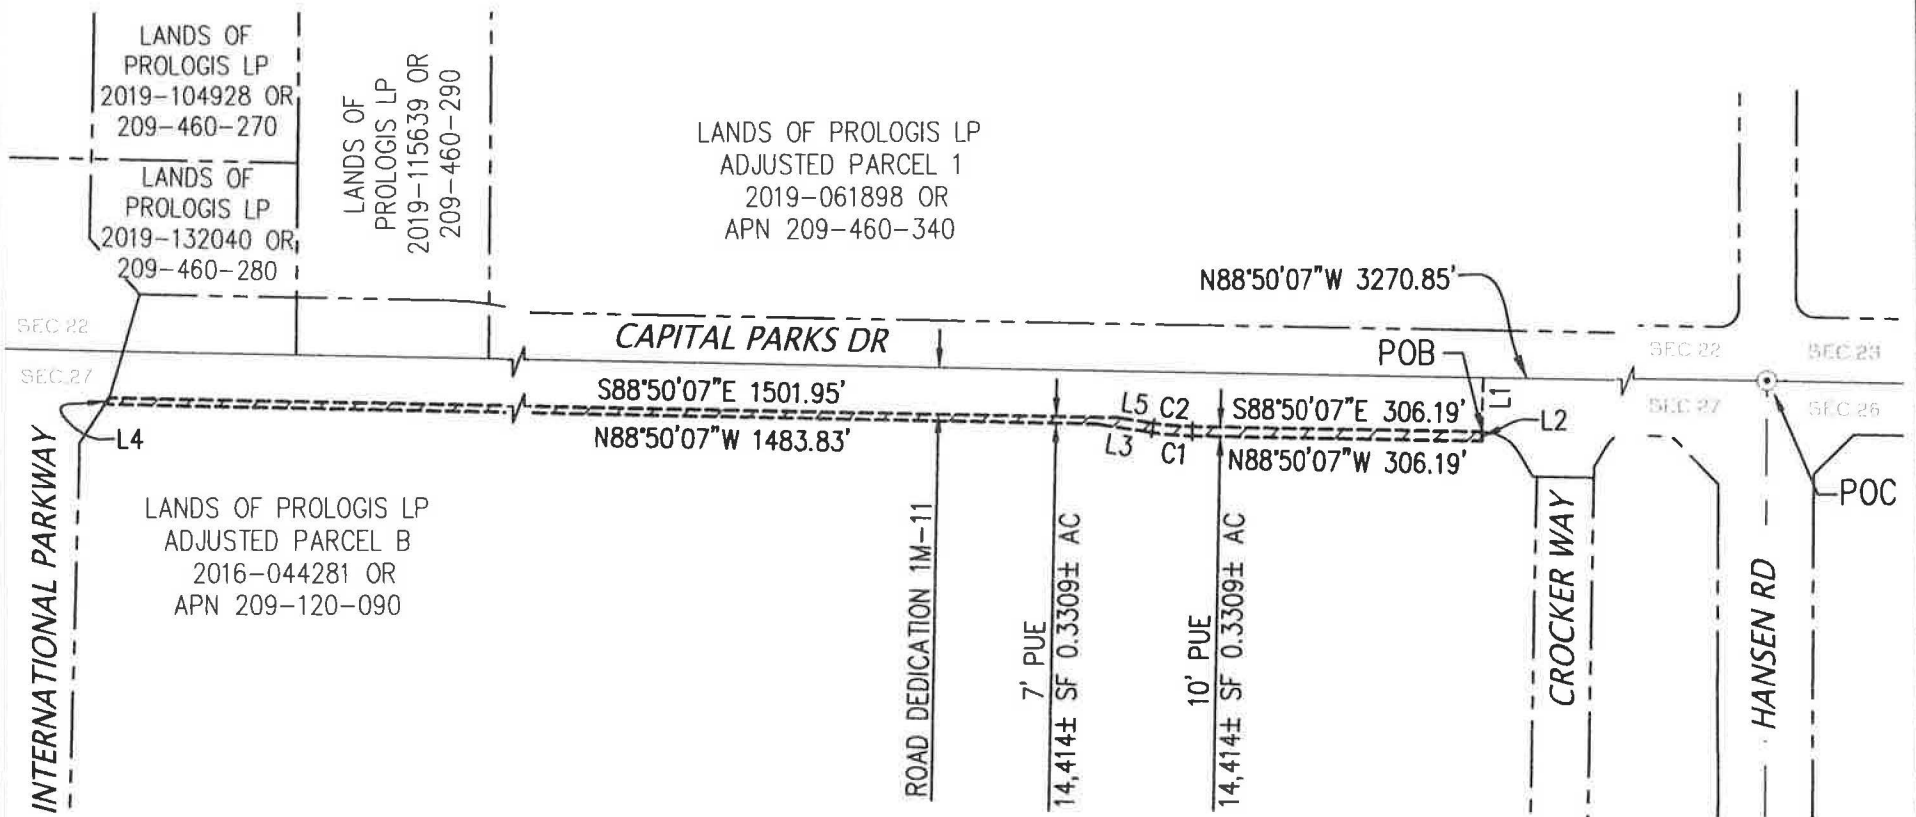 LANDS OF
PROLOGIS LP
2019-104928 OR
209-460-270
LANDS OF
PROLOGIS LP
2019-132040 OR
209-460-280
LANDS OF
PROLOGIS LP
2019-115639 OR
209-460-290
LANDS OF PROLOGIS LP
ADJUSTED PARCEL 1
2019-061898 OR
APN 209-460-340
N88°50'07"W 3270.85'
SEC 22
SEC 27
CAPITAL PARKS DR
POB
SEC 22
SEC 23
SEC 27
SEC 26
L1
L2
POC
S88°50'07"E 1501.95'
N88°50'07"W 1483.83'
L5 C2
L3 C1
S88°50'07"E 306.19'
N88°50'07"W 306.19'
L4
INTERNATIONAL PARKWAY
LANDS OF PROLOGIS LP
ADJUSTED PARCEL B
2016-044281 OR
APN 209-120-090
ROAD DEDICATION 1M-11
7' PUE
14,414± SF 0.3309± AC
10' PUE
14,414± SF 0.3309± AC
CROCKER WAY
HANSEN RD